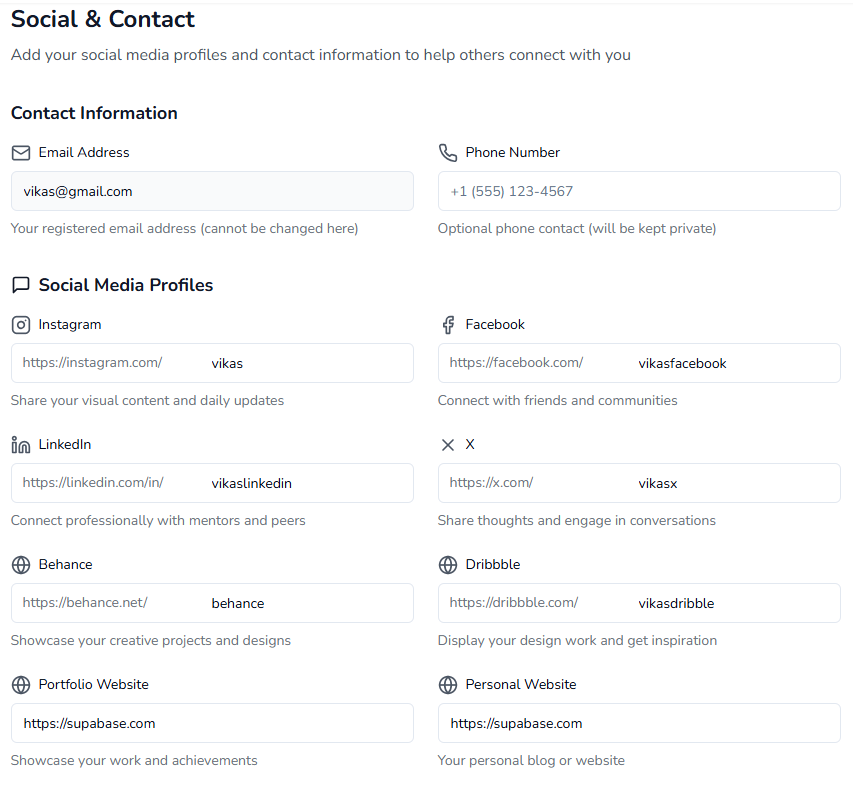 Social & Contact
Add your social media profiles and contact information to help others connect with you
Contact Information
Email Address
vikas@gmail.com
Your registered email address (cannot be changed here)
Phone Number
+1 (555) 123-4567
Optional phone contact (will be kept private)
Social Media Profiles
Instagram
https://instagram.com/ vikas
Share your visual content and daily updates
Facebook
https://facebook.com/ vikasfacebook
Connect with friends and communities
LinkedIn
https://linkedin.com/in/ vikaslinkedin
Connect professionally with mentors and peers
X
https://x.com/ vikasx
Share thoughts and engage in conversations
Behance
https://behance.net/ behance
Showcase your creative projects and designs
Dribbble
https://dribbble.com/ vikasdribble
Display your design work and get inspiration
Portfolio Website
https://supabase.com
Showcase your work and achievements
Personal Website
https://supabase.com
Your personal blog or website